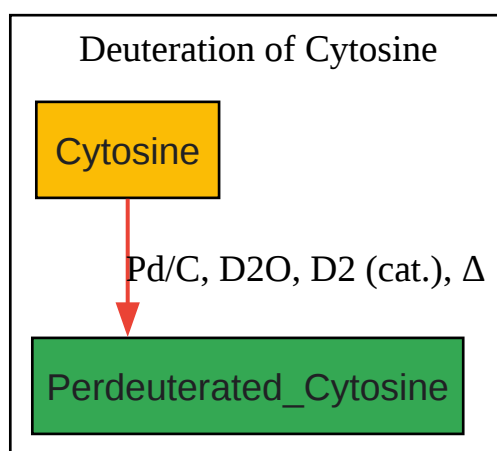 Deuteration of Cytosine
Cytosine
Pd/C, D2O, D2 (cat.), Δ
Perdeuterated_Cytosine